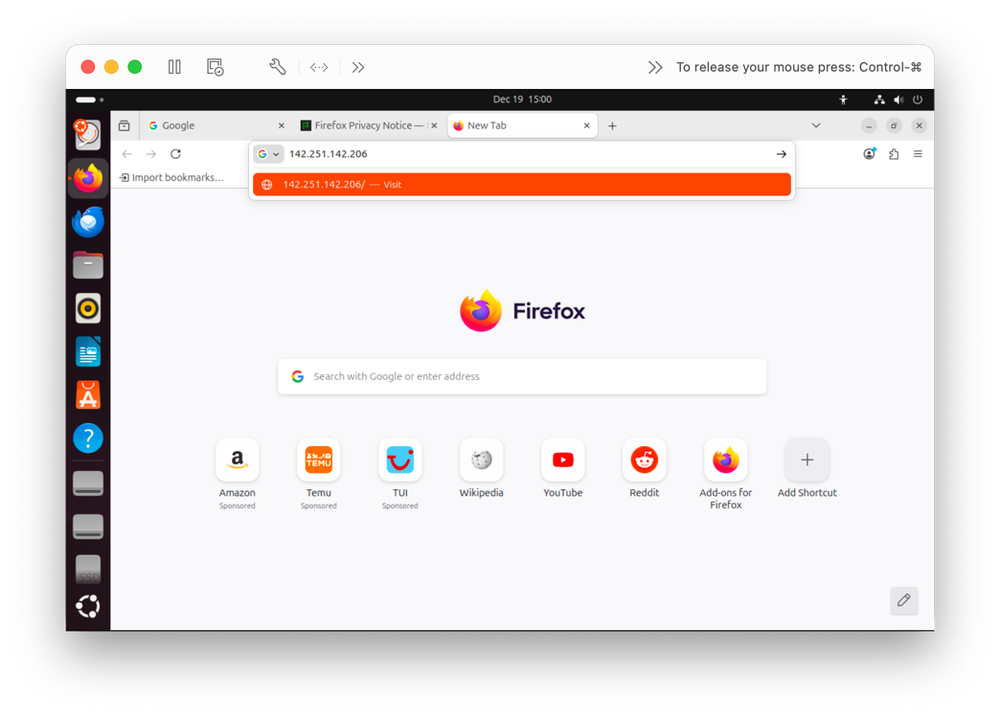 To release your mouse press: Control-⌘
Dec 19 15:00
Google
Firefox Privacy Notice —
New Tab
142.251.142.206
Import bookmarks…
142.251.142.206/ — Visit
Firefox
Search with Google or enter address
a
TEMU
Amazon
Sponsored
Temu
Sponsored
TUI
Sponsored
Wikipedia
YouTube
Reddit
Add-ons for
Firefox
Add Shortcut
SSD